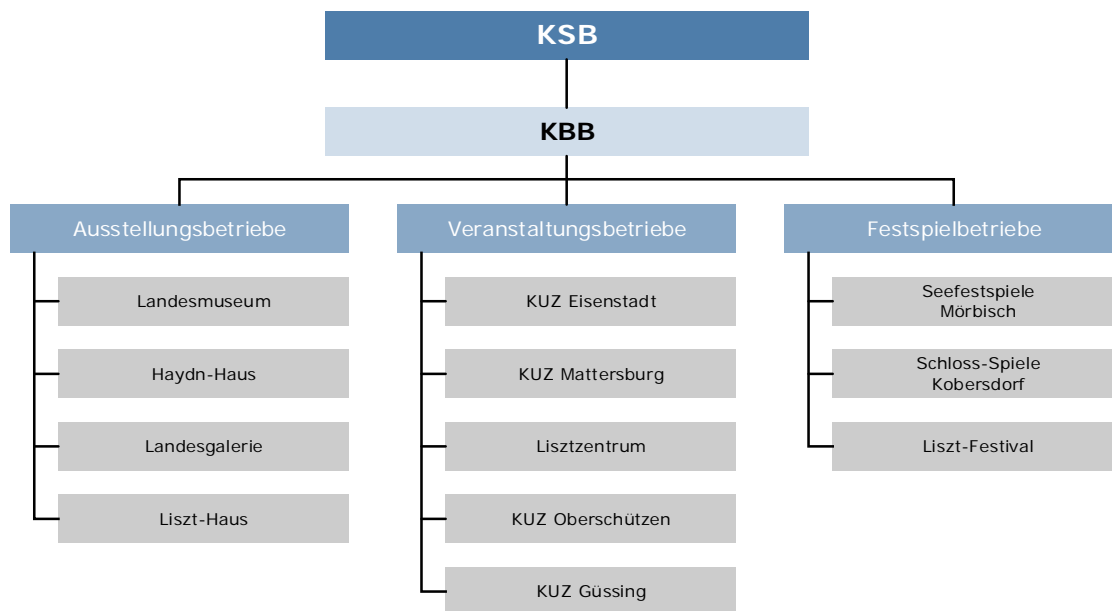 KSB
KBB
Ausstellungsbetriebe
Landesmuseum
Haydn-Haus
Landesgalerie
Liszt-Haus
Veranstaltungsbetriebe
KUZ Eisenstadt
KUZ Mattersburg
Lisztzentrum
KUZ Oberschützen
KUZ Güssing
Festspielbetriebe
Seefestspiele
Mörbisch
Schloss-Spiele
Kobersdorf
Liszt-Festival